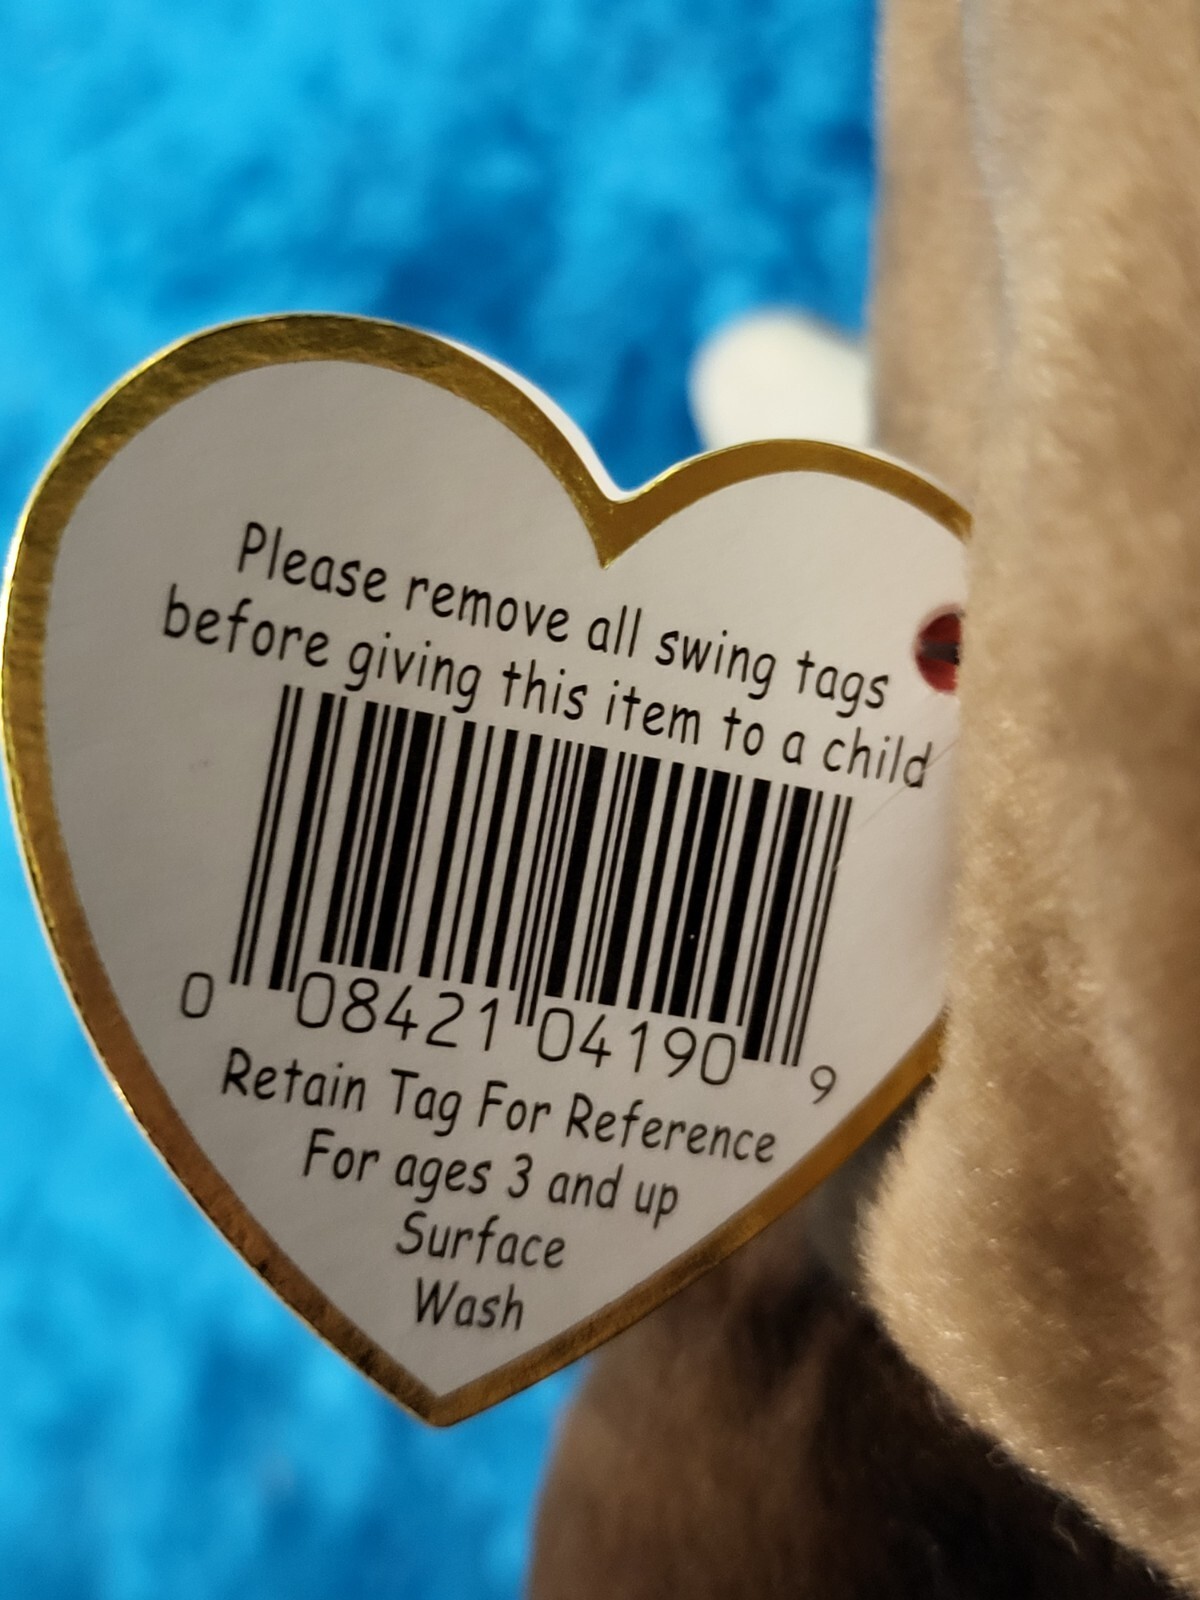 Please remove all swing tags
before giving this item to a child
0 08421 04190 9
Retain Tag For Reference
For ages 3 and up
Surface
Wash